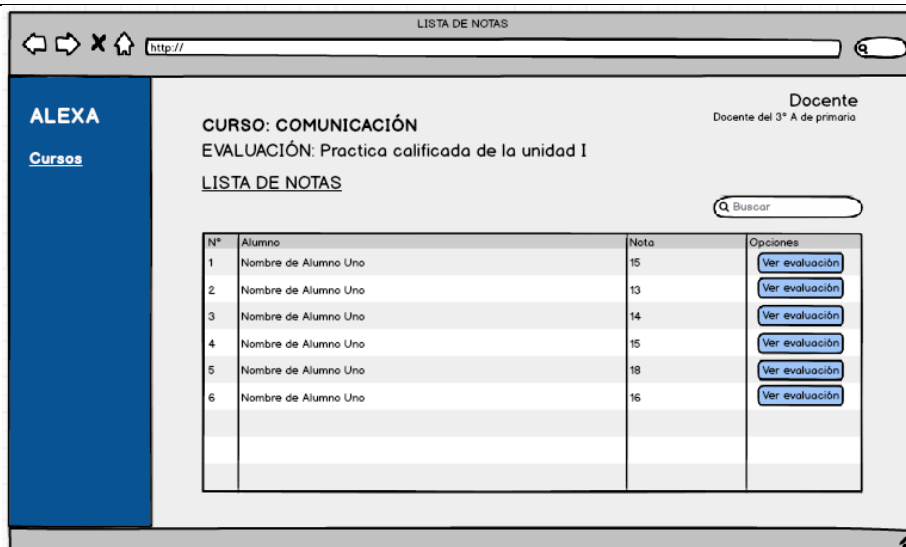 LISTA DE NOTAS
http://
ALEXA
Cursos
Docente
Docente del 3° A de primaria
CURSO: COMUNICACIÓN
EVALUACIÓN: Practica calificada de la unidad I
LISTA DE NOTAS
Buscar
N° Alumno Nota Opciones
1 Nombre de Alumno Uno 15 Ver evaluación
2 Nombre de Alumno Uno 13 Ver evaluación
3 Nombre de Alumno Uno 14 Ver evaluación
4 Nombre de Alumno Uno 15 Ver evaluación
5 Nombre de Alumno Uno 18 Ver evaluación
6 Nombre de Alumno Uno 16 Ver evaluación